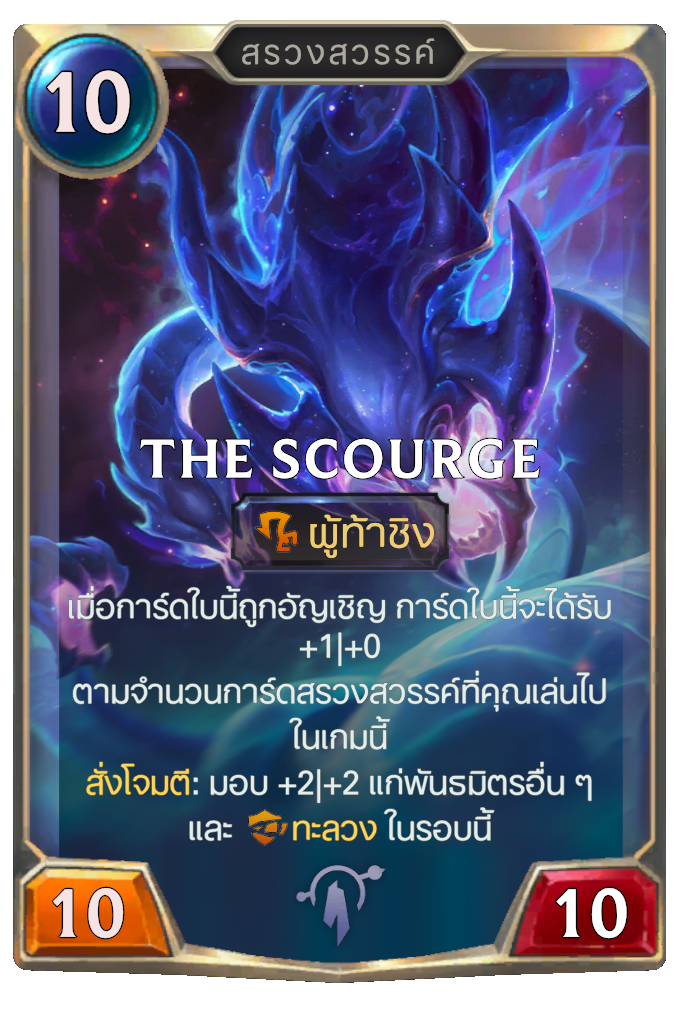 สรวงสวรรค์
10
THE SCOURGE
ผู้ท้าชิง
เมื่อการ์ดใบนี้ถูกอัญเชิญ การ์ดใบนี้จะได้รับ
+1|+0
ตามจำนวนการ์ดสรวงสวรรค์ที่คุณเล่นไป
ในเกมนี้
สั่งโจมตี: มอบ +2|+2 แก่พันธมิตรอื่น ๆ
และ ทะลวง ในรอบนี้
10
10